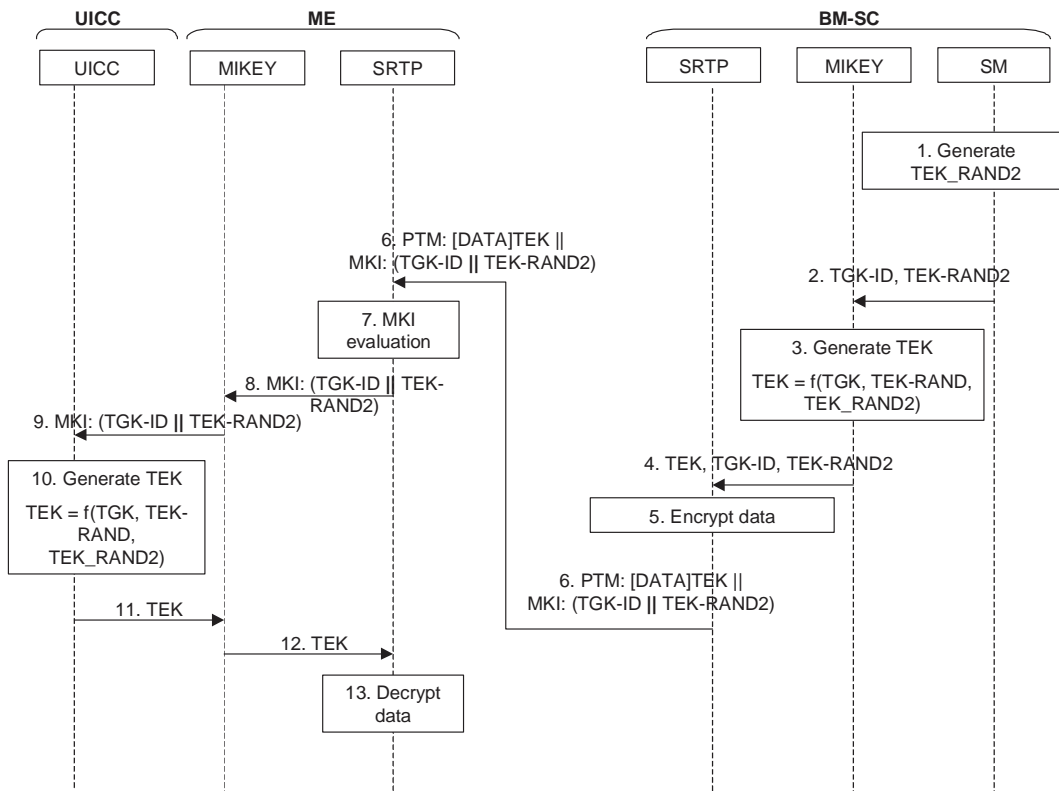 UICC
ME
BM-SC
UICC
MIKEY
SRTP
SRTP
MIKEY
SM
1. Generate
TEK_RAND2
6. PTM: [DATA]TEK ||
MKI: (TGK-ID || TEK-RAND2)
2. TGK-ID, TEK-RAND2
7. MKI
evaluation
3. Generate TEK
TEK = f(TGK, TEK-RAND,
TEK_RAND2)
8. MKI: (TGK-ID || TEK-
RAND2)
9. MKI: (TGK-ID || TEK-RAND2)
10. Generate TEK
TEK = f(TGK, TEK-
RAND,
TEK_RAND2)
4. TEK, TGK-ID, TEK-RAND2
5. Encrypt data
6. PTM: [DATA]TEK ||
MKI: (TGK-ID || TEK-RAND2)
11. TEK
12. TEK
13. Decrypt
data